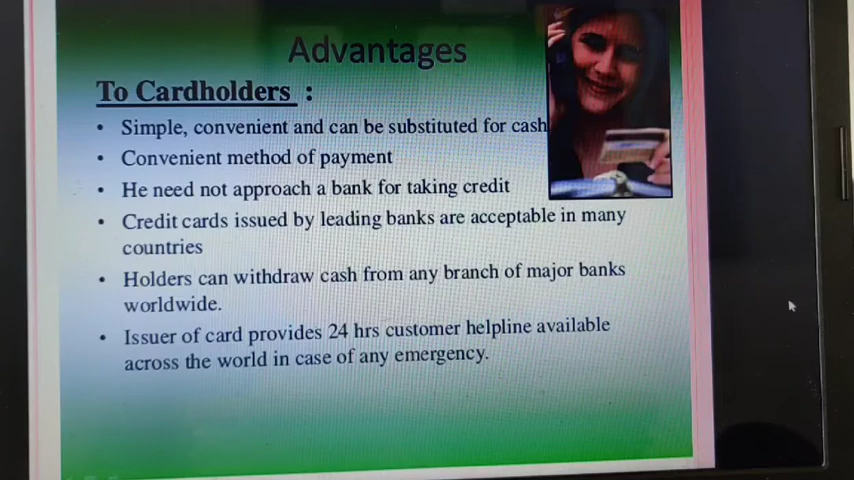 Advantages
To Cardholders :
• Simple, convenient and can be substituted for cash
• Convenient method of payment
• He need not approach a bank for taking credit
• Credit cards issued by leading banks are acceptable in many
countries
• Holders can withdraw cash from any branch of major banks
worldwide.
• Issuer of card provides 24 hrs customer helpline available
across the world in case of any emergency.